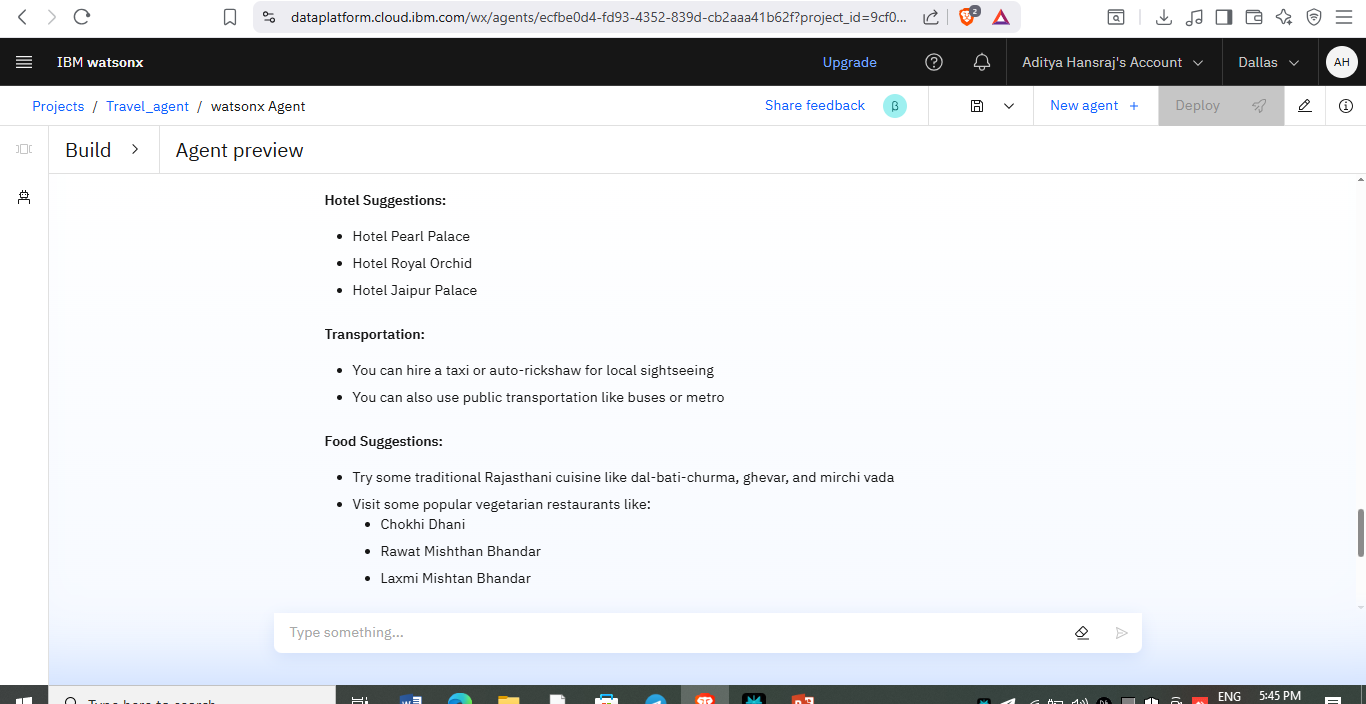 dataplatform.cloud.ibm.com/wx/agents/ecfbe0d4-fd93-4352-839d-cb2aaa41b62f?project_id=9cf0...
2
IBM watsonx
Upgrade
Aditya Hansraj's Account
Dallas
AH
Projects / Travel_agent / watsonx Agent
Share feedback
β
New agent +
Deploy
Build
Agent preview
Hotel Suggestions:
Hotel Pearl Palace
Hotel Royal Orchid
Hotel Jaipur Palace
Transportation:
You can hire a taxi or auto-rickshaw for local sightseeing
You can also use public transportation like buses or metro
Food Suggestions:
Try some traditional Rajasthani cuisine like dal-bati-churma, ghevar, and mirchi vada
Visit some popular vegetarian restaurants like:
Chokhi Dhani
Rawat Mishthan Bhandar
Laxmi Mishtan Bhandar
Type something...
Type here to search
ENG
5:45 PM